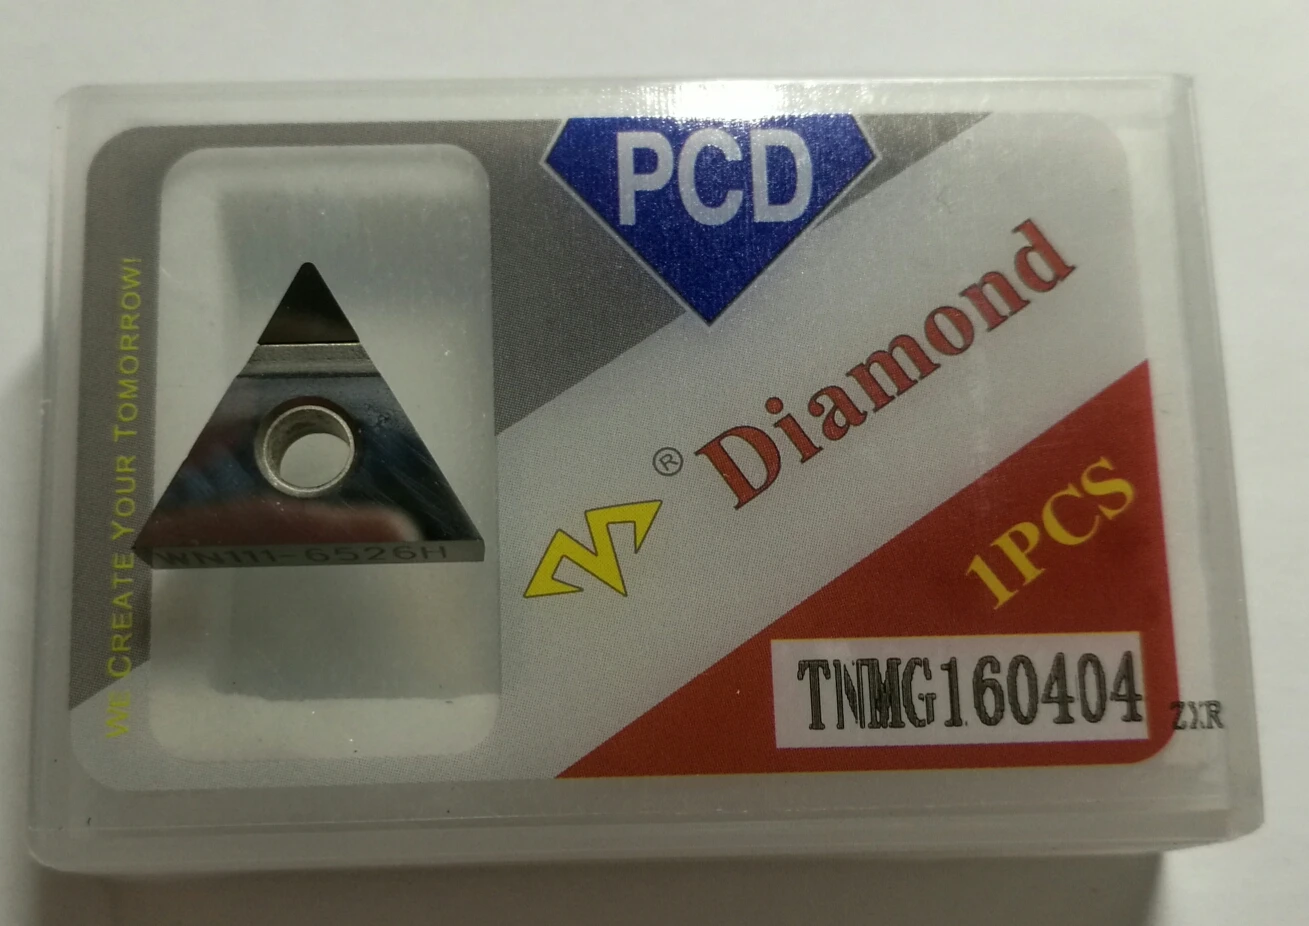 PCD
Diamond
®
1PCS
TNMG160404
ZXR
WN111-6526H
WE CREATE YOUR TOMORROW!